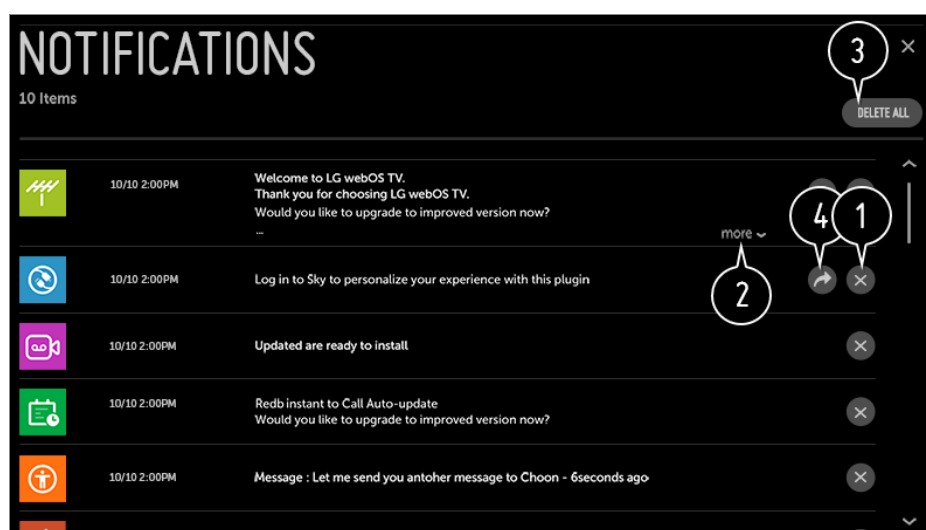 NOTIFICATIONS
10 Items
3
DELETE ALL
10/10 2:00PM
Welcome to LG webOS TV.
Thank you for choosing LG webOS TV.
Would you like to upgrade to improved version now?
...
more
4
1
2
10/10 2:00PM
Log in to Sky to personalize your experience with this plugin
10/10 2:00PM
Updated are ready to install
10/10 2:00PM
Redb instant to Call Auto-update
Would you like to upgrade to improved version now?
10/10 2:00PM
Message : Let me send you antoher message to Choon - 6seconds ago